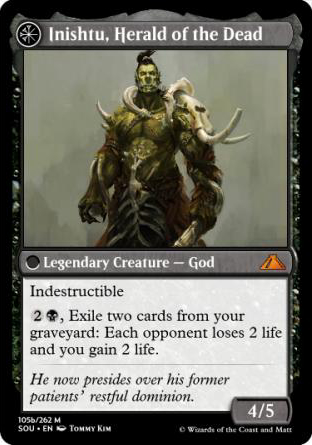 Inishtu, Herald of the Dead
Legendary Creature — God
Indestructible
2, Exile two cards from your
graveyard: Each opponent loses 2 life
and you gain 2 life.
He now presides over his former
patients' restful dominion.
4/5
105b/262 M
SOU • EN Tommy Kim
© Wizards of the Coast and Matt